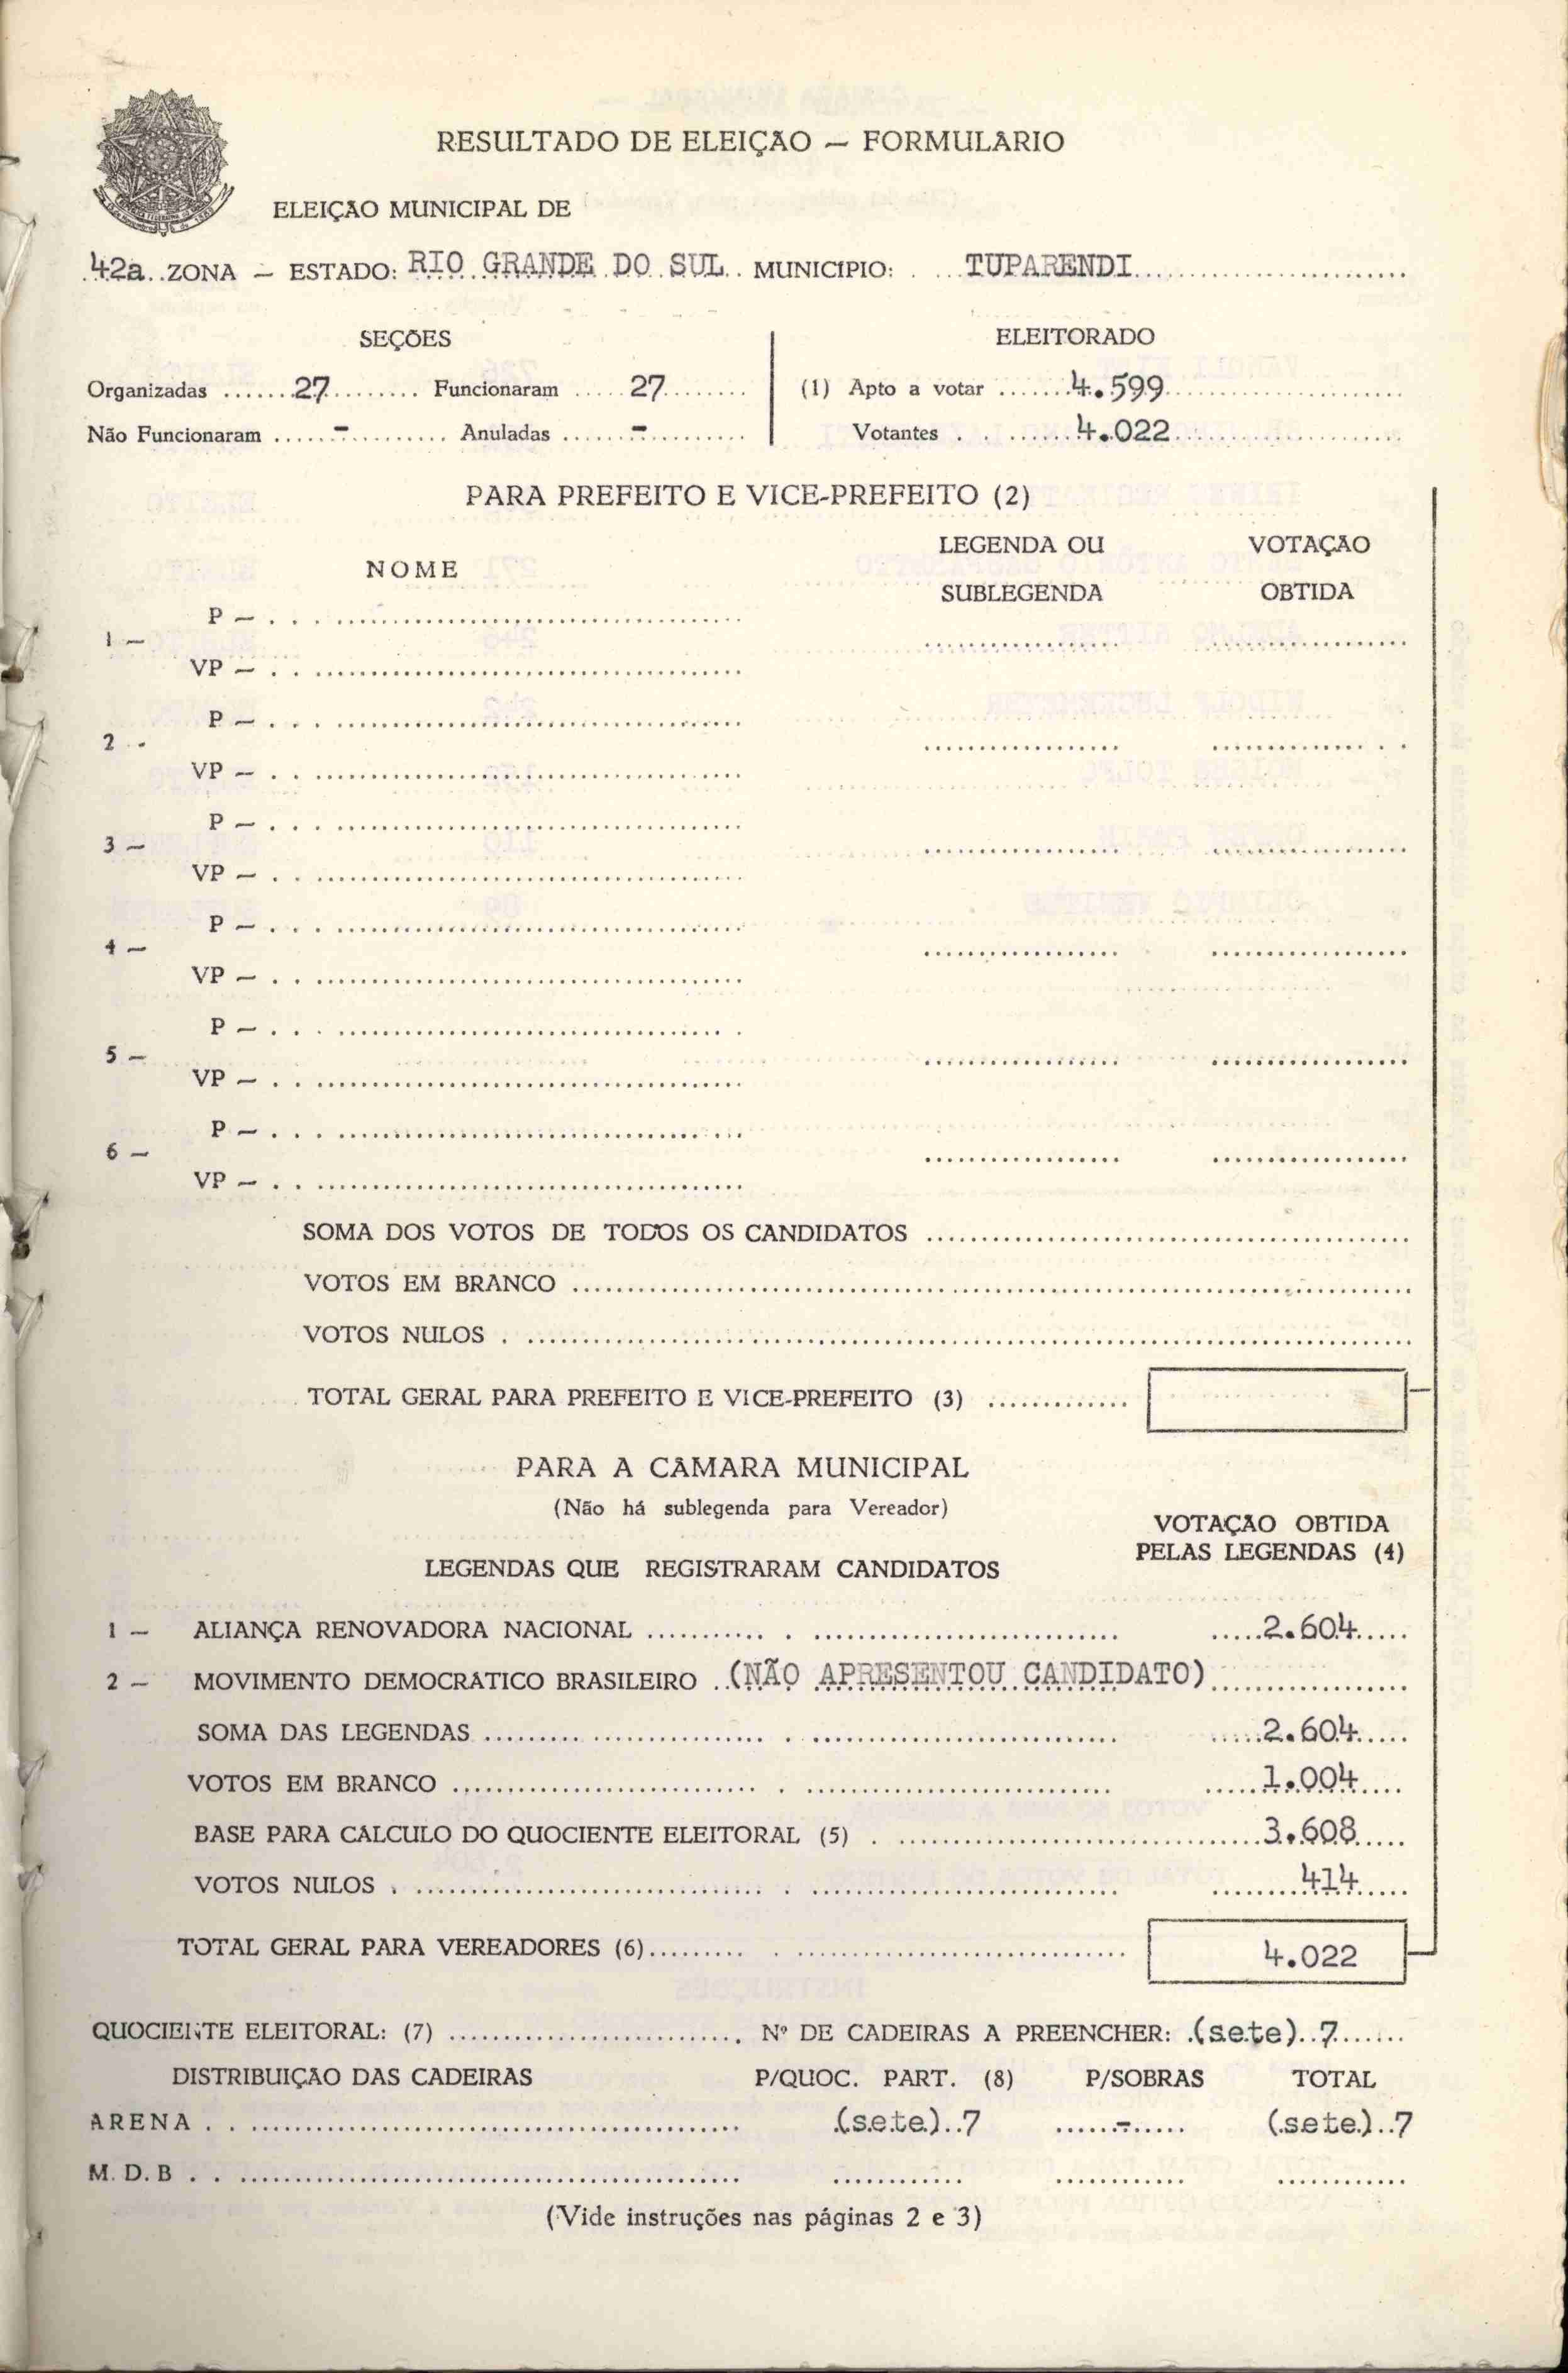 RESULTADO DE ELEIÇÃO — FORMULÁRIO
ELEIÇÃO MUNICIPAL DE
42a ZONA — ESTADO: RIO GRANDE DO SUL MUNICÍPIO: TUPARENDI
SEÇÕES
ELEITORADO
Organizadas 27 Funcionaram 27 (1) Apto a votar 4.599
Não Funcionaram - Anuladas - Votantes 4.022
PARA PREFEITO E VICE-PREFEITO (2)
NOME
LEGENDA OU SUBLEGENDA
VOTAÇÃO OBTIDA
P —
1 —
VP —
P —
2 -
VP —
P —
3 —
VP —
P —
4 —
VP —
P —
5 —
VP —
P —
6 —
VP —
SOMA DOS VOTOS DE TODOS OS CANDIDATOS
VOTOS EM BRANCO
VOTOS NULOS
TOTAL GERAL PARA PREFEITO E VICE-PREFEITO (3)
PARA A CÂMARA MUNICIPAL
(Não há sublegenda para Vereador)
VOTAÇÃO OBTIDA
PELAS LEGENDAS (4)
LEGENDAS QUE REGISTRARAM CANDIDATOS
1 — ALIANÇA RENOVADORA NACIONAL 2.604
2 — MOVIMENTO DEMOCRÁTICO BRASILEIRO (NÃO APRESENTOU CANDIDATO)
SOMA DAS LEGENDAS 2.604
VOTOS EM BRANCO 1.004
BASE PARA CÁLCULO DO QUOCIENTE ELEITORAL (5) 3.608
VOTOS NULOS 414
TOTAL GERAL PARA VEREADORES (6) 4.022
QUOCIENTE ELEITORAL: (7) Nº DE CADEIRAS A PREENCHER: (sete) 7
DISTRIBUIÇÃO DAS CADEIRAS P/QUOC. PART. (8) P/SOBRAS TOTAL
ARENA (sete) 7 - (sete) 7
M.D.B
(Vide instruções nas páginas 2 e 3)